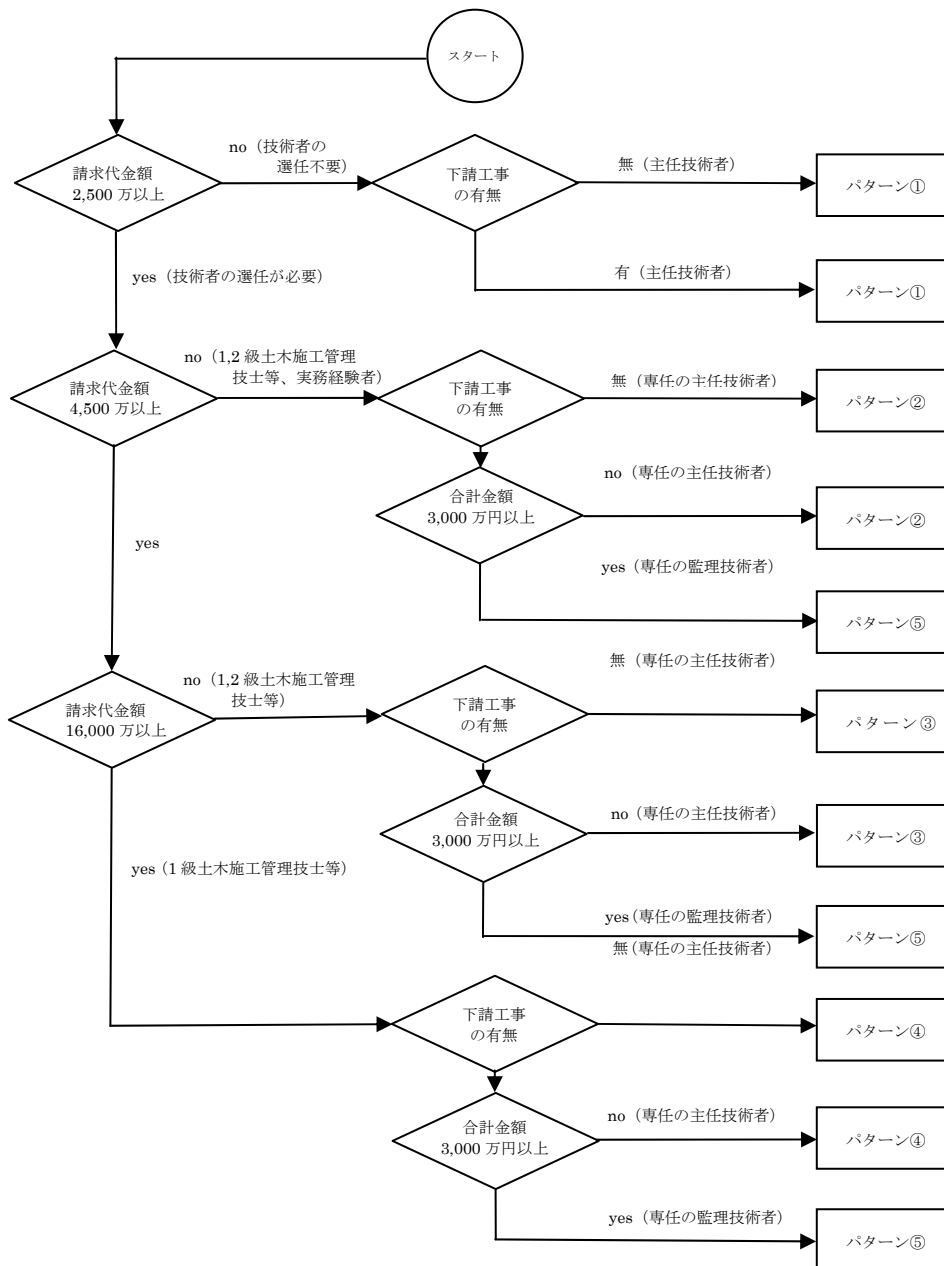 スタート
請求代金額
2,500 万以上
no（技術者の
選任不要）
下請工事
の有無
無（主任技術者）
パターン①
有（主任技術者）
パターン①
yes（技術者の選任が必要）
請求代金額
4,500 万以上
no（1,2 級土木施工管理
技士等、実務経験者）
下請工事
の有無
無（専任の主任技術者）
パターン②
合計金額
3,000 万円以上
no（専任の主任技術者）
パターン②
yes（専任の監理技術者）
パターン⑤
yes
請求代金額
16,000 万以上
no（1,2 級土木施工管理
技士等）
下請工事
の有無
無（専任の主任技術者）
パターン③
合計金額
3,000 万円以上
no（専任の主任技術者）
パターン③
yes（専任の監理技術者）
パターン⑤
yes（1 級土木施工管理技士等）
下請工事
の有無
無（専任の主任技術者）
パターン④
合計金額
3,000 万円以上
no（専任の主任技術者）
パターン④
yes（専任の監理技術者）
パターン⑤